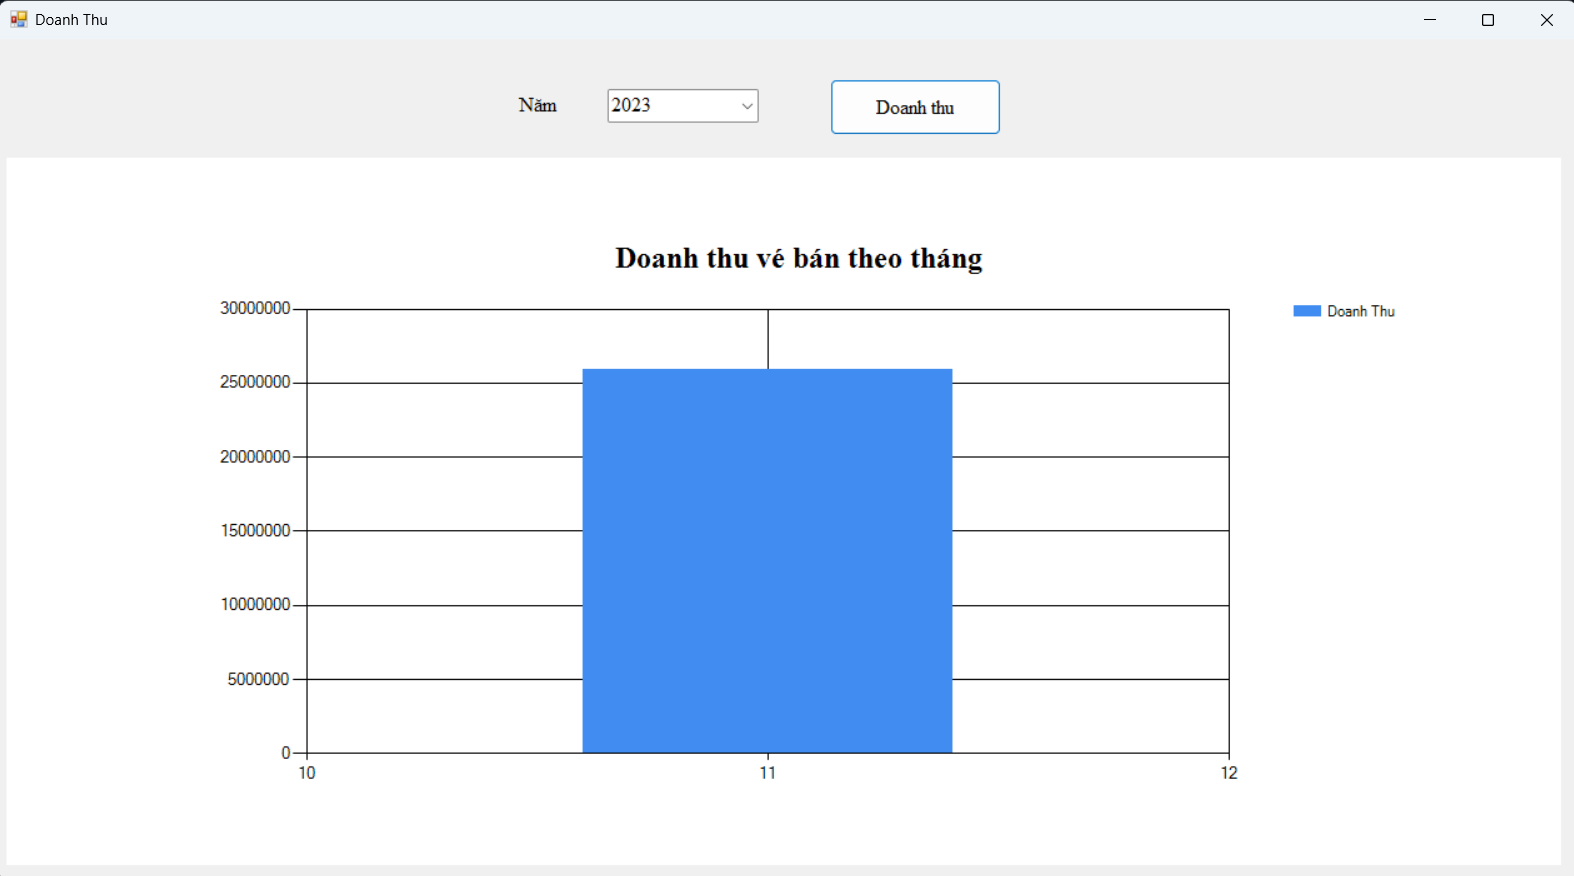 Doanh Thu
Năm 2023 Doanh thu
Doanh thu vé bán theo tháng
Doanh Thu
30000000
25000000
20000000
15000000
10000000
5000000
0
10 11 12